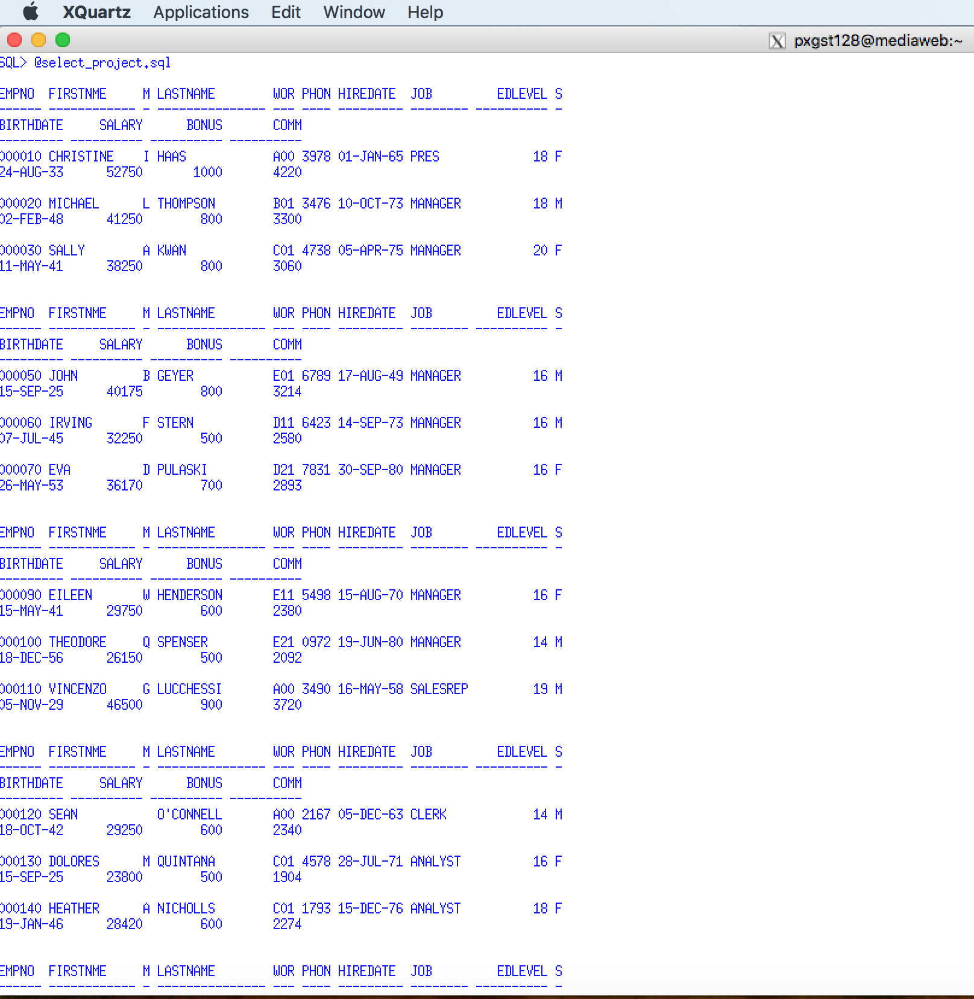 XQuartz Applications Edit Window Help
pxgst128@mediaweb:~
SQL> @select_project.sql
EMPNO FIRSTNME M LASTNAME WOR PHON HIREDATE JOB EDLEVEL S
------ ------------ - --------------- --- ---- --------- -------- ---------- -
BIRTHDATE SALARY BONUS COMM
--------- ---------- ---------- ----------
000010 CHRISTINE I HAAS A00 3978 01-JAN-65 PRES 18 F
24-AUG-33 52750 1000 4220
000020 MICHAEL L THOMPSON B01 3476 10-OCT-73 MANAGER 18 M
02-FEB-48 41250 800 3300
000030 SALLY A KWAN C01 4738 05-APR-75 MANAGER 20 F
11-MAY-41 38250 800 3060
EMPNO FIRSTNME M LASTNAME WOR PHON HIREDATE JOB EDLEVEL S
------ ------------ - --------------- --- ---- --------- -------- ---------- -
BIRTHDATE SALARY BONUS COMM
--------- ---------- ---------- ----------
000050 JOHN B GEYER E01 6789 17-AUG-49 MANAGER 16 M
15-SEP-25 40175 800 3214
000060 IRVING F STERN D11 6423 14-SEP-73 MANAGER 16 M
07-JUL-45 32250 500 2580
000070 EVA D PULASKI D21 7831 30-SEP-80 MANAGER 16 F
26-MAY-53 36170 700 2893
EMPNO FIRSTNME M LASTNAME WOR PHON HIREDATE JOB EDLEVEL S
------ ------------ - --------------- --- ---- --------- -------- ---------- -
BIRTHDATE SALARY BONUS COMM
--------- ---------- ---------- ----------
000090 EILEEN W HENDERSON E11 5498 15-AUG-70 MANAGER 16 F
15-MAY-41 29750 600 2380
000100 THEODORE Q SPENSER E21 0972 19-JUN-80 MANAGER 14 M
18-DEC-56 26150 500 2092
000110 VINCENZO G LUCCHESSI A00 3490 16-MAY-58 SALESREP 19 M
05-NOV-29 46500 900 3720
EMPNO FIRSTNME M LASTNAME WOR PHON HIREDATE JOB EDLEVEL S
------ ------------ - --------------- --- ---- --------- -------- ---------- -
BIRTHDATE SALARY BONUS COMM
--------- ---------- ---------- ----------
000120 SEAN O'CONNELL A00 2167 05-DEC-63 CLERK 14 M
18-OCT-42 29250 600 2340
000130 DOLORES M QUINTANA C01 4578 28-JUL-71 ANALYST 16 F
15-SEP-25 23800 500 1904
000140 HEATHER A NICHOLLS C01 1793 15-DEC-76 ANALYST 18 F
19-JAN-46 28420 600 2274
EMPNO FIRSTNME M LASTNAME WOR PHON HIREDATE JOB EDLEVEL S
------ ------------ - --------------- --- ---- --------- -------- ---------- -